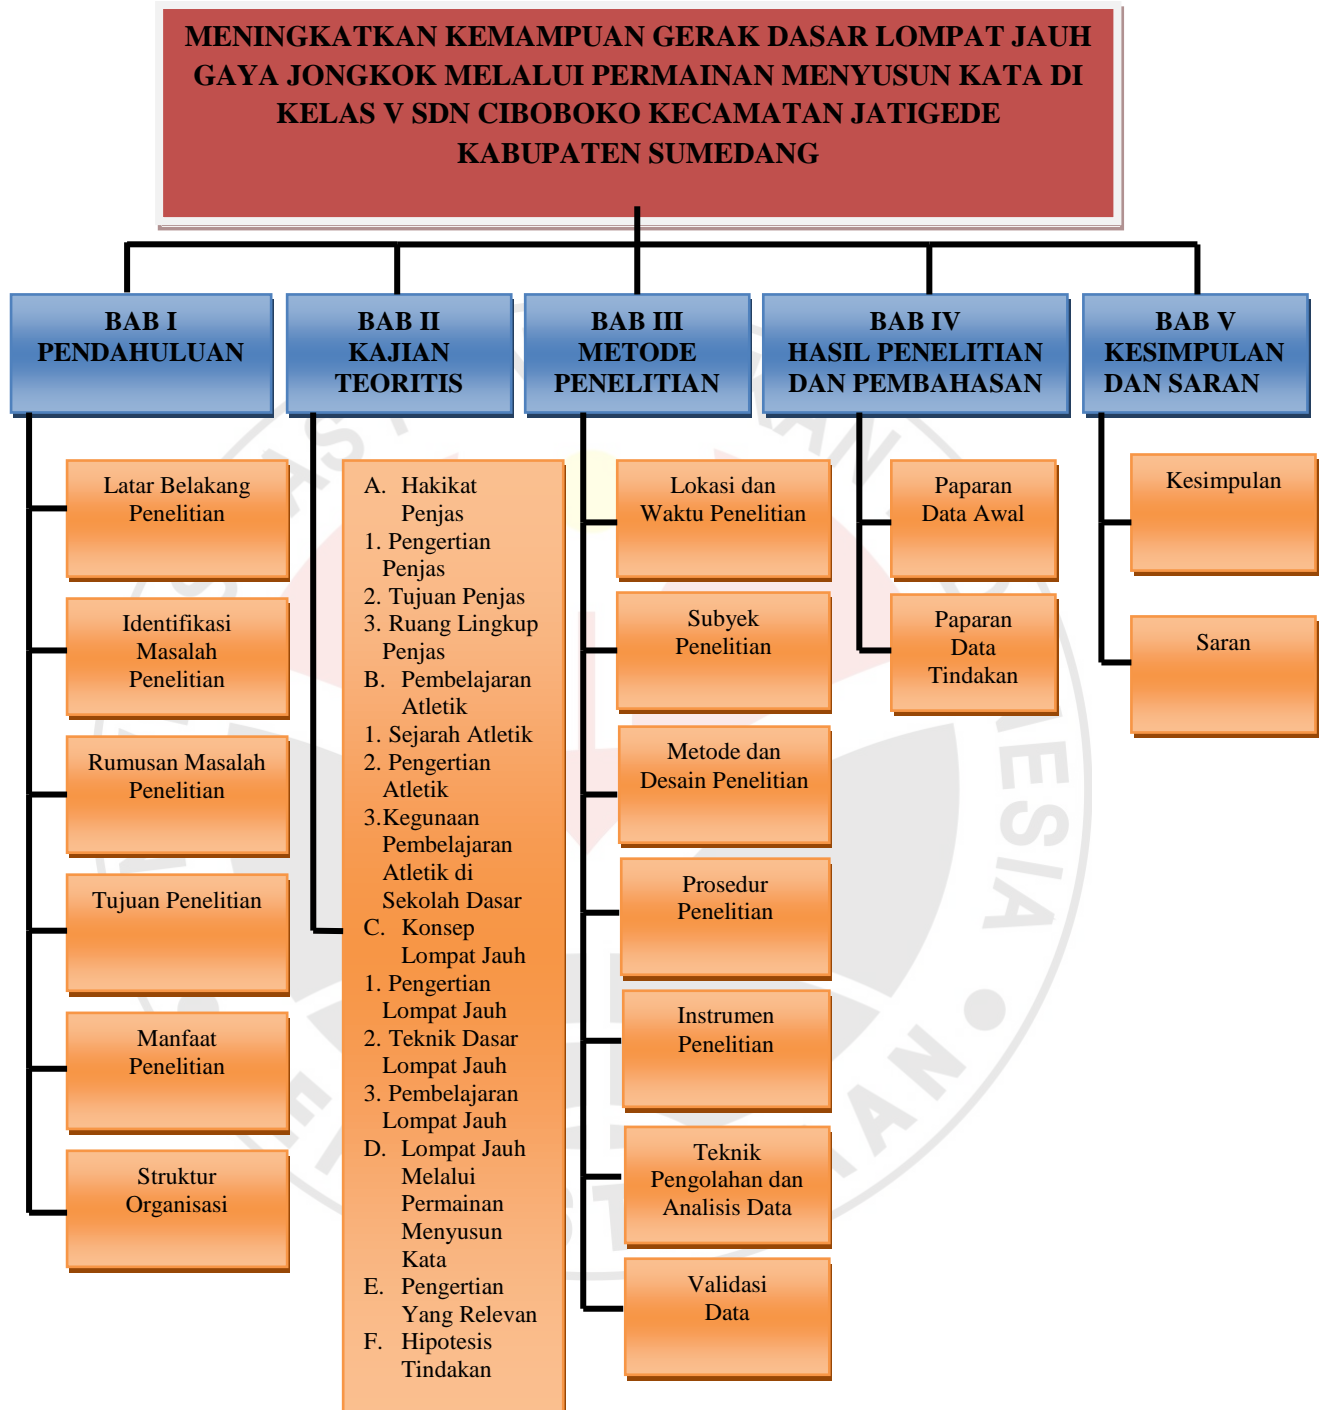 MENINGKATKAN KEMAMPUAN GERAK DASAR LOMPAT JAUH
GAYA JONGKOK MELALUI PERMAINAN MENYUSUN KATA DI
KELAS V SDN CIBOBOKO KECAMATAN JATIGEDE
KABUPATEN SUMEDANG
BAB I
PENDAHULUAN
BAB II
KAJIAN
TEORITIS
BAB III
METODE
PENELITIAN
BAB IV
HASIL PENELITIAN
DAN PEMBAHASAN
BAB V
KESIMPULAN
DAN SARAN
Latar Belakang
Penelitian
Identifikasi
Masalah
Penelitian
Rumusan Masalah
Penelitian
Tujuan Penelitian
Manfaat
Penelitian
Struktur
Organisasi
A. Hakikat
Penjas
1. Pengertian
Penjas
2. Tujuan Penjas
3. Ruang Lingkup
Penjas
B. Pembelajaran
Atletik
1. Sejarah Atletik
2. Pengertian
Atletik
3.Kegunaan
Pembelajaran
Atletik di
Sekolah Dasar
C. Konsep
Lompat Jauh
1. Pengertian
Lompat Jauh
2. Teknik Dasar
Lompat Jauh
3. Pembelajaran
Lompat Jauh
D. Lompat Jauh
Melalui
Permainan
Menyusun
Kata
E. Pengertian
Yang Relevan
F. Hipotesis
Tindakan
Lokasi dan
Waktu Penelitian
Subyek
Penelitian
Metode dan
Desain Penelitian
Prosedur
Penelitian
Instrumen
Penelitian
Teknik
Pengolahan dan
Analisis Data
Validasi
Data
Paparan
Data Awal
Paparan
Data
Tindakan
Kesimpulan
Saran